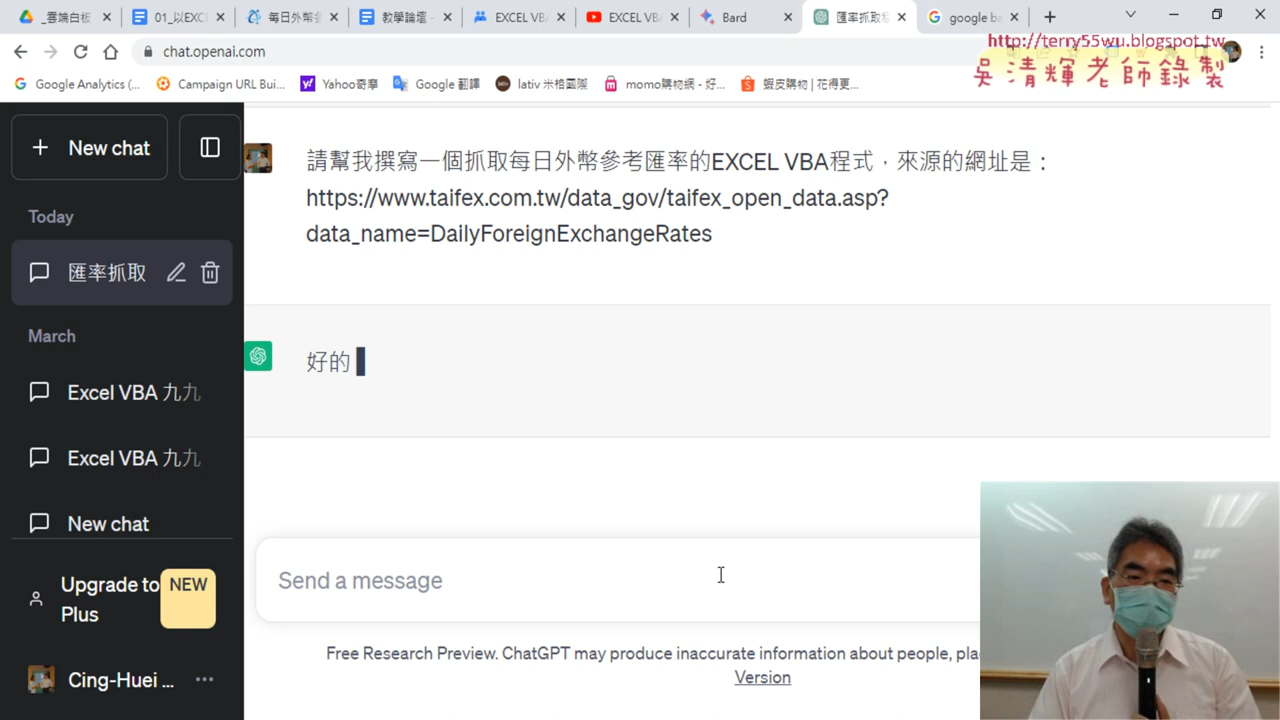 _雲端白板
01_以EXC
每日外幣參
教學論壇 -
EXCEL VBA
EXCEL VBA
Bard
匯率抓取程
google ba
chat.openai.com
http://terry55wu.blogspot.tw
吳清輝老師錄製
Google Analytics (...
Campaign URL Bui...
Yahoo奇摩
Google 翻譯
lativ 米格國際
momo購物網 - 好...
蝦皮購物 | 花得更...
New chat
Today
匯率抓取
March
Excel VBA 九九
Excel VBA 九九
New chat
Upgrade to Plus
NEW
Cing-Huei ...
請幫我撰寫一個抓取每日外幣參考匯率的EXCEL VBA程式，來源的網址是：
https://www.taifex.com.tw/data_gov/taifex_open_data.asp?
data_name=DailyForeignExchangeRates
好的
Send a message
Free Research Preview. ChatGPT may produce inaccurate information about people, pla
Version